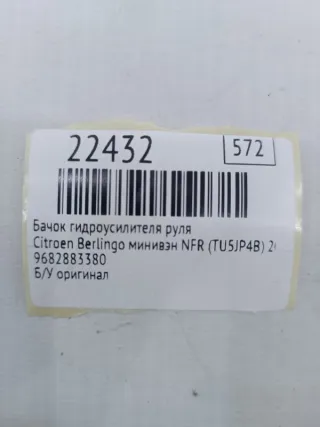 22432
572
Бачок гидроусилителя руля
Citroen Berlingo минивэн NFR (TU5JP4B)
9682883380
Б/У оригинал